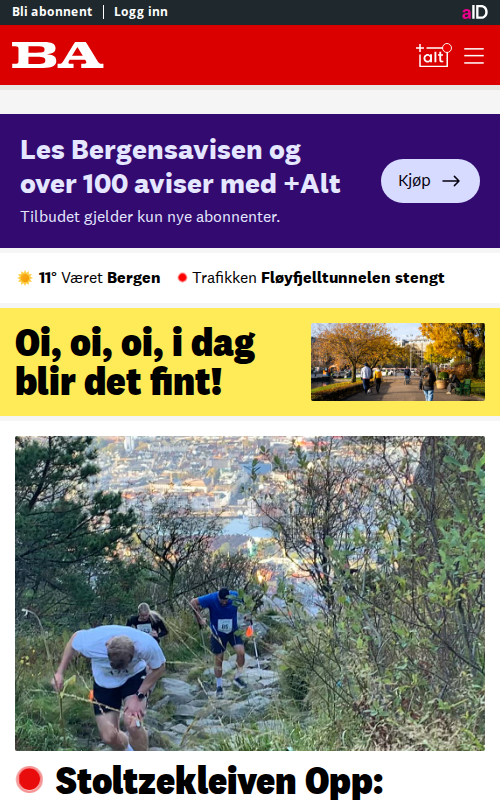 Bli abonnent | Logg inn
aID
BA
+alt
Les Bergensavisen og
over 100 aviser med +Alt
Tilbudet gjelder kun nye abonnenter.
Kjøp →
11° Været Bergen
Trafikken Fløyfjelltunnelen stengt
Oi, oi, oi, i dag
blir det fint!
Stoltzekleiven Opp: